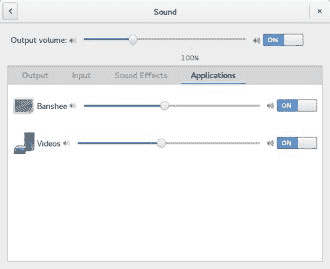 Sound
Output volume: ON
100%
Output Input Sound Effects Applications
Banshee ON
Videos ON